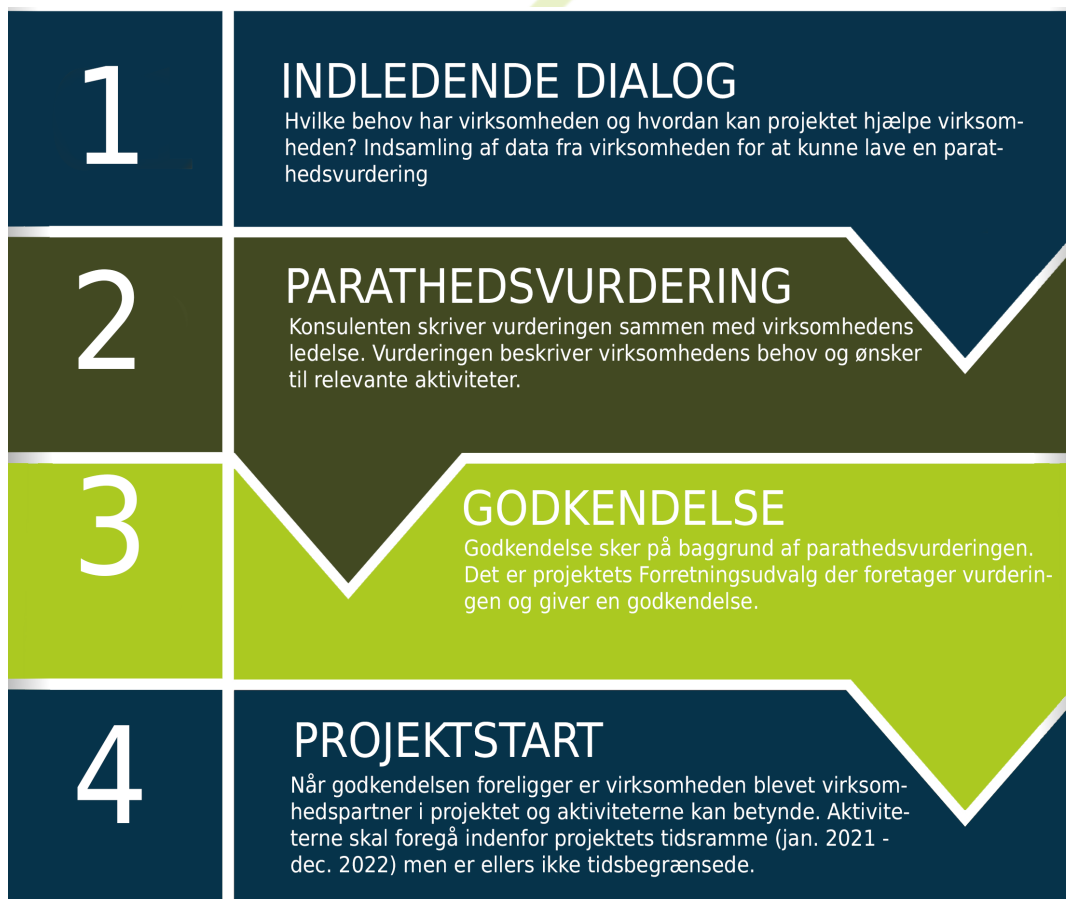 1
INDLEDENDE DIALOG
Hvilke behov har virksomheden og hvordan kan projektet hjælpe virksom-
heden? Indsamling af data fra virksomheden for at kunne lave en parat-
hedsvurdering
2
PARATHEDSVURDERING
Konsulenten skriver vurderingen sammen med virksomhedens
ledelse. Vurderingen beskriver virksomhedens behov og ønsker
til relevante aktiviteter.
3
GODKENDELSE
Godkendelse sker på baggrund af parathedsvurderingen.
Det er projektets Forretningsudvalg der foretager vurderin-
gen og giver en godkendelse.
4
PROJEKTSTART
Når godkendelsen foreligger er virksomheden blevet virksom-
hedspartner i projektet og aktiviteterne kan betynde. Aktivite-
terne skal foregå indenfor projektets tidsramme (jan. 2021 -
dec. 2022) men er ellers ikke tidsbegrænsede.